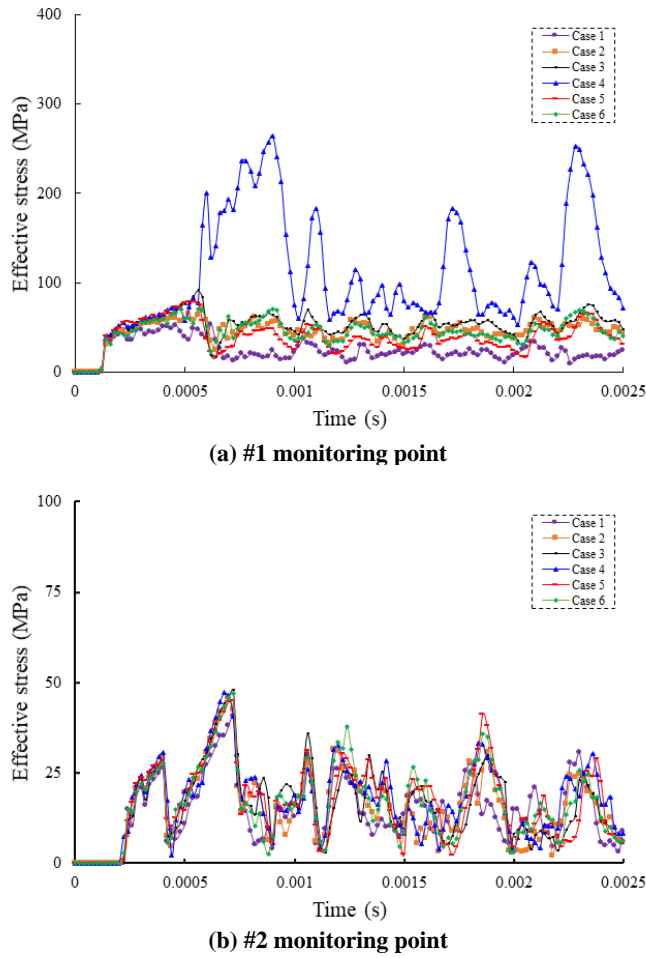 400
300
200
100
0
Effective stress (MPa)
Case 1
Case 2
Case 3
Case 4
Case 5
Case 6
0 0.0005 0.001 0.0015 0.002 0.0025
Time (s)
(a) #1 monitoring point
100
75
50
25
0
Effective stress (MPa)
Case 1
Case 2
Case 3
Case 4
Case 5
Case 6
0 0.0005 0.001 0.0015 0.002 0.0025
Time (s)
(b) #2 monitoring point